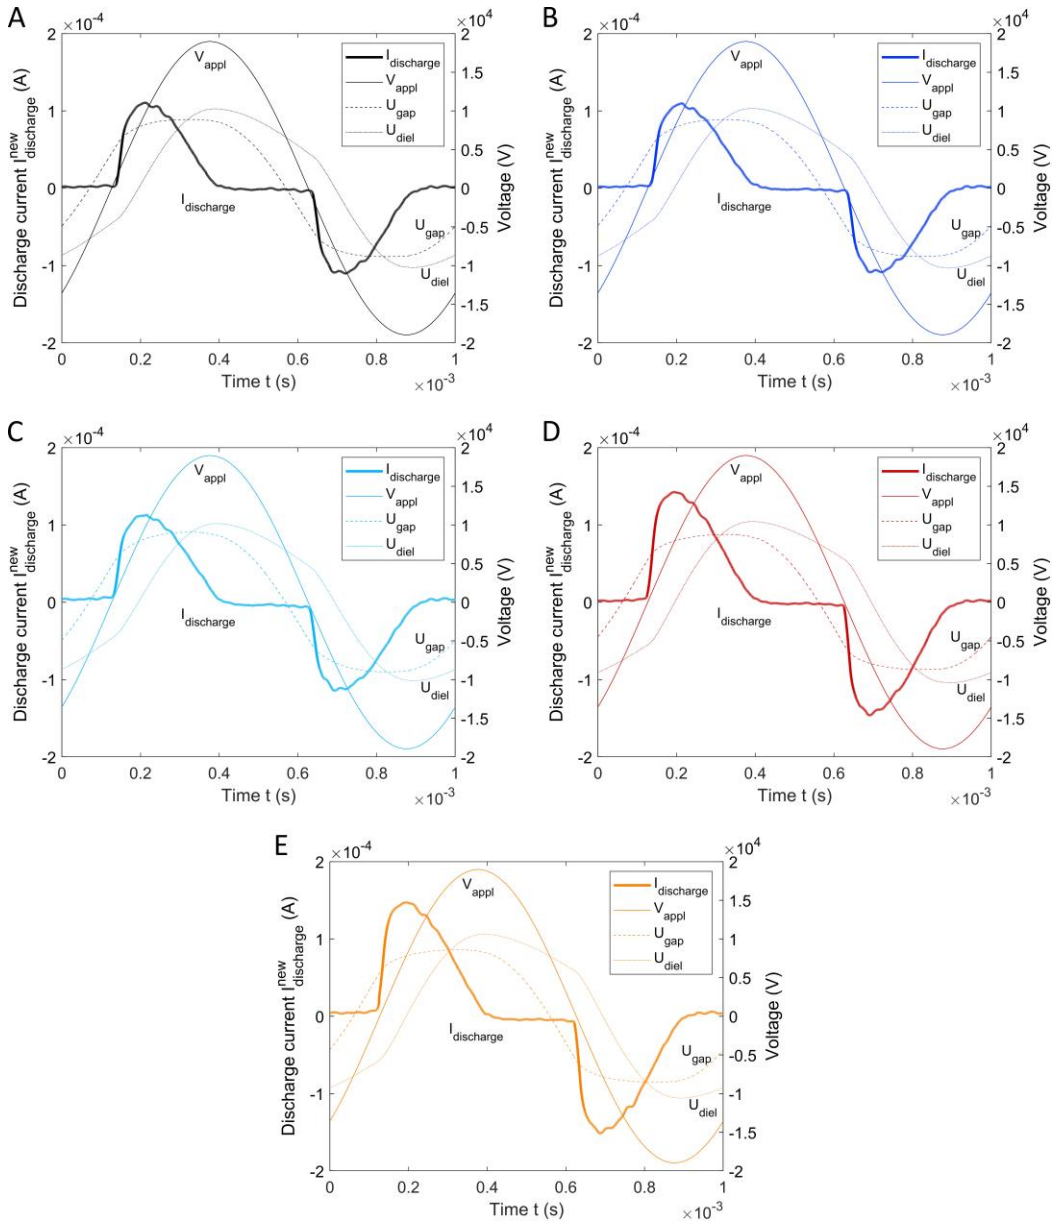 A
×10⁻⁴
×10⁴
2
1
0
-1
-2
2
1.5
1
0.5
0
-0.5
-1
-1.5
-2
0 0.2 0.4 0.6 0.8 1
×10⁻³
Discharge current I^new_discharge (A)
Voltage (V)
Time t (s)
V_appl
I_discharge
U_gap
U_diel
I_discharge
V_appl
U_gap
U_diel
B
×10⁻⁴
×10⁴
2
1
0
-1
-2
2
1.5
1
0.5
0
-0.5
-1
-1.5
-2
0 0.2 0.4 0.6 0.8 1
×10⁻³
Discharge current I^new_discharge (A)
Voltage (V)
Time t (s)
V_appl
I_discharge
U_gap
U_diel
I_discharge
V_appl
U_gap
U_diel
C
×10⁻⁴
×10⁴
2
1
0
-1
-2
2
1.5
1
0.5
0
-0.5
-1
-1.5
-2
0 0.2 0.4 0.6 0.8 1
×10⁻³
Discharge current I^new_discharge (A)
Voltage (V)
Time t (s)
V_appl
I_discharge
U_gap
U_diel
I_discharge
V_appl
U_gap
U_diel
D
×10⁻⁴
×10⁴
2
1
0
-1
-2
2
1.5
1
0.5
0
-0.5
-1
-1.5
-2
0 0.2 0.4 0.6 0.8 1
×10⁻³
Discharge current I^new_discharge (A)
Voltage (V)
Time t (s)
V_appl
I_discharge
U_gap
U_diel
I_discharge
V_appl
U_gap
U_diel
E
×10⁻⁴
×10⁴
2
1
0
-1
-2
2
1.5
1
0.5
0
-0.5
-1
-1.5
-2
0 0.2 0.4 0.6 0.8 1
×10⁻³
Discharge current I^new_discharge (A)
Voltage (V)
Time t (s)
V_appl
I_discharge
U_gap
U_diel
I_discharge
V_appl
U_gap
U_diel